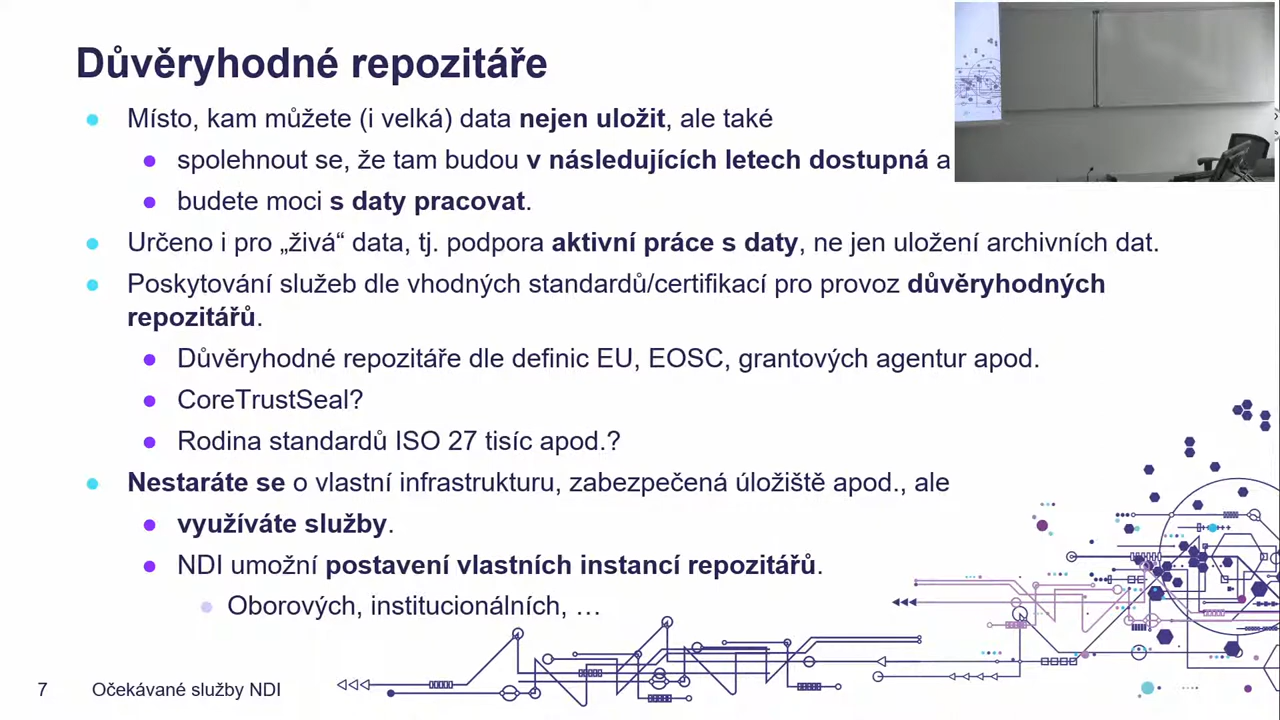 Důvěryhodné repozitáře
Místo, kam můžete (i velká) data nejen uložit, ale také
spolehnout se, že tam budou v následujících letech dostupná a
budete moci s daty pracovat.
Určeno i pro „živá“ data, tj. podpora aktivní práce s daty, ne jen uložení archivních dat.
Poskytování služeb dle vhodných standardů/certifikací pro provoz důvěryhodných
repozitářů.
Důvěryhodné repozitáře dle definic EU, EOSC, grantových agentur apod.
CoreTrustSeal?
Rodina standardů ISO 27 tisíc apod.?
Nestaráte se o vlastní infrastrukturu, zabezpečená úložiště apod., ale
využíváte služby.
NDI umožní postavení vlastních instancí repozitářů.
Oborových, institucionálních, …
7 Očekávané služby NDI